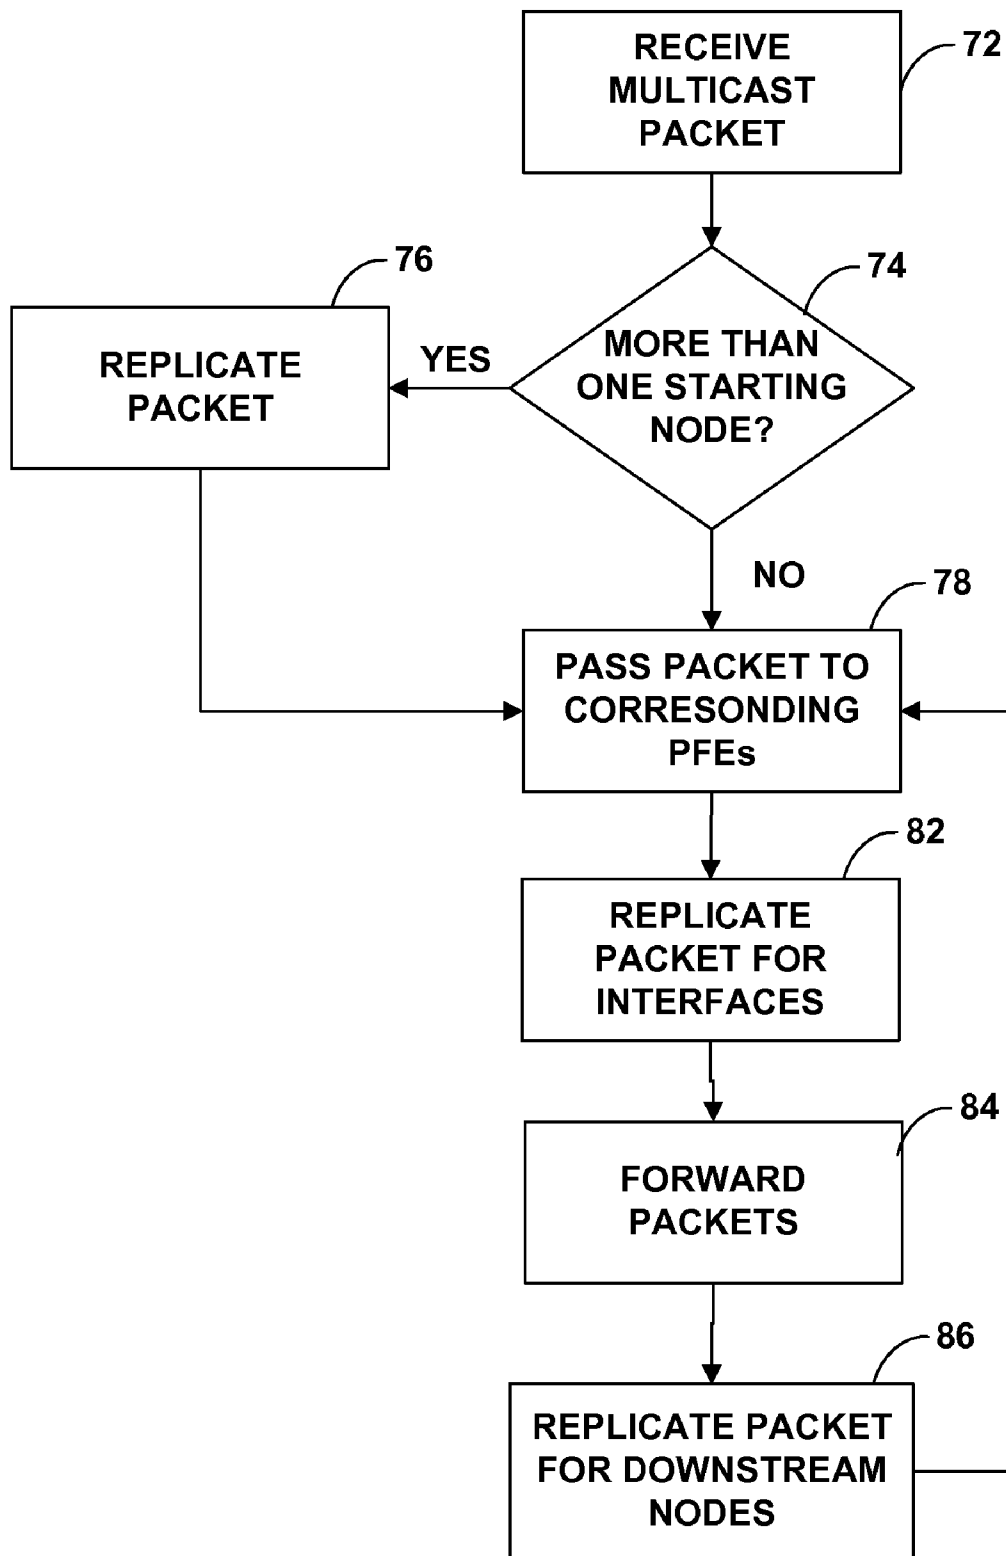 RECEIVE
MULTICAST
PACKET
72
74
MORE THAN
ONE STARTING
NODE?
YES
76
REPLICATE
PACKET
NO
78
PASS PACKET TO
CORRESONDING
PFEs
82
REPLICATE
PACKET FOR
INTERFACES
84
FORWARD
PACKETS
86
REPLICATE PACKET
FOR DOWNSTREAM
NODES